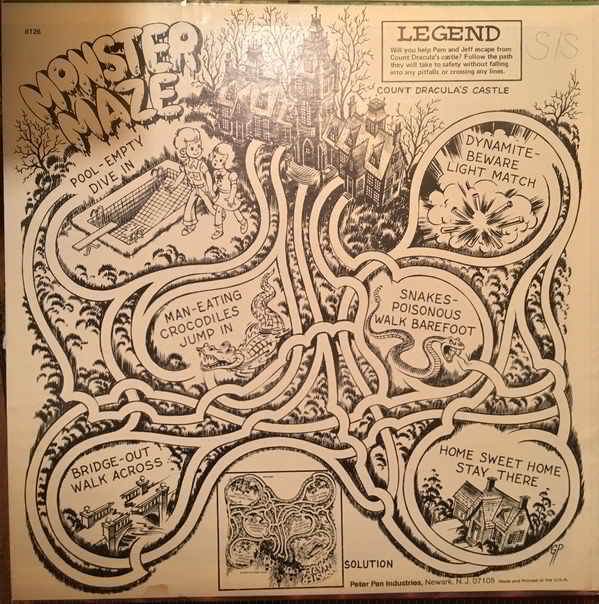 8126
MONSTER
MAZE
LEGEND
Will you help Pam and Jeff escape from
Count Dracula's castle? Follow the path
they will take to safety without falling
into any pitfalls or crossing any lines.
S/S
COUNT DRACULA'S CASTLE
POOL-EMPTY
DIVE IN
DYNAMITE-
BEWARE
LIGHT MATCH
MAN-EATING
CROCODILES
JUMP IN
SNAKES-
POISONOUS
WALK BAREFOOT
BRIDGE-OUT
WALK ACROSS
HOME SWEET HOME
STAY THERE
GP
SOLUTION
Peter Pan Industries, Newark, N.J. 07105 Made and Printed in the U.S.A.